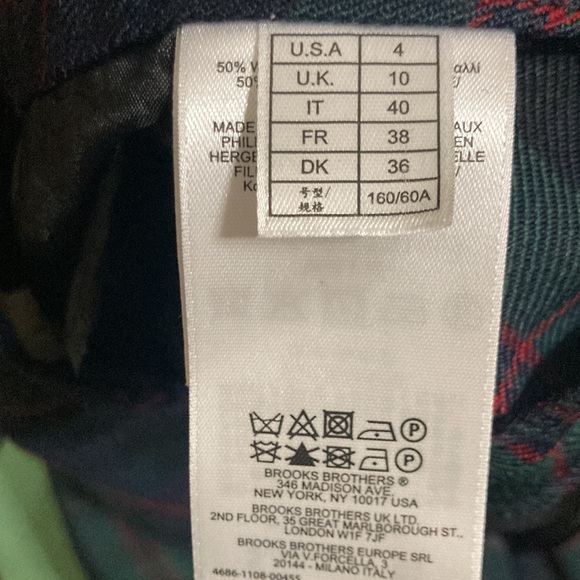 U.S.A 4
U.K. 10
IT 40
FR 38
DK 36
号型/规格 160/60A
50% W
50%
MADE
PHIL
HERGE
FIL
αλλί
AUX
EN
ELLE
P
P
BROOKS BROTHERS ®
346 MADISON AVE,
NEW YORK, NY 10017 USA
BROOKS BROTHERS UK LTD.
2ND FLOOR, 35 GREAT MARLBOROUGH ST.,
LONDON W1F 7JF
BROOKS BROTHERS EUROPE SRL
VIA V.FORCELLA, 3
20144 - MILANO ITALY
4686-1108-00455